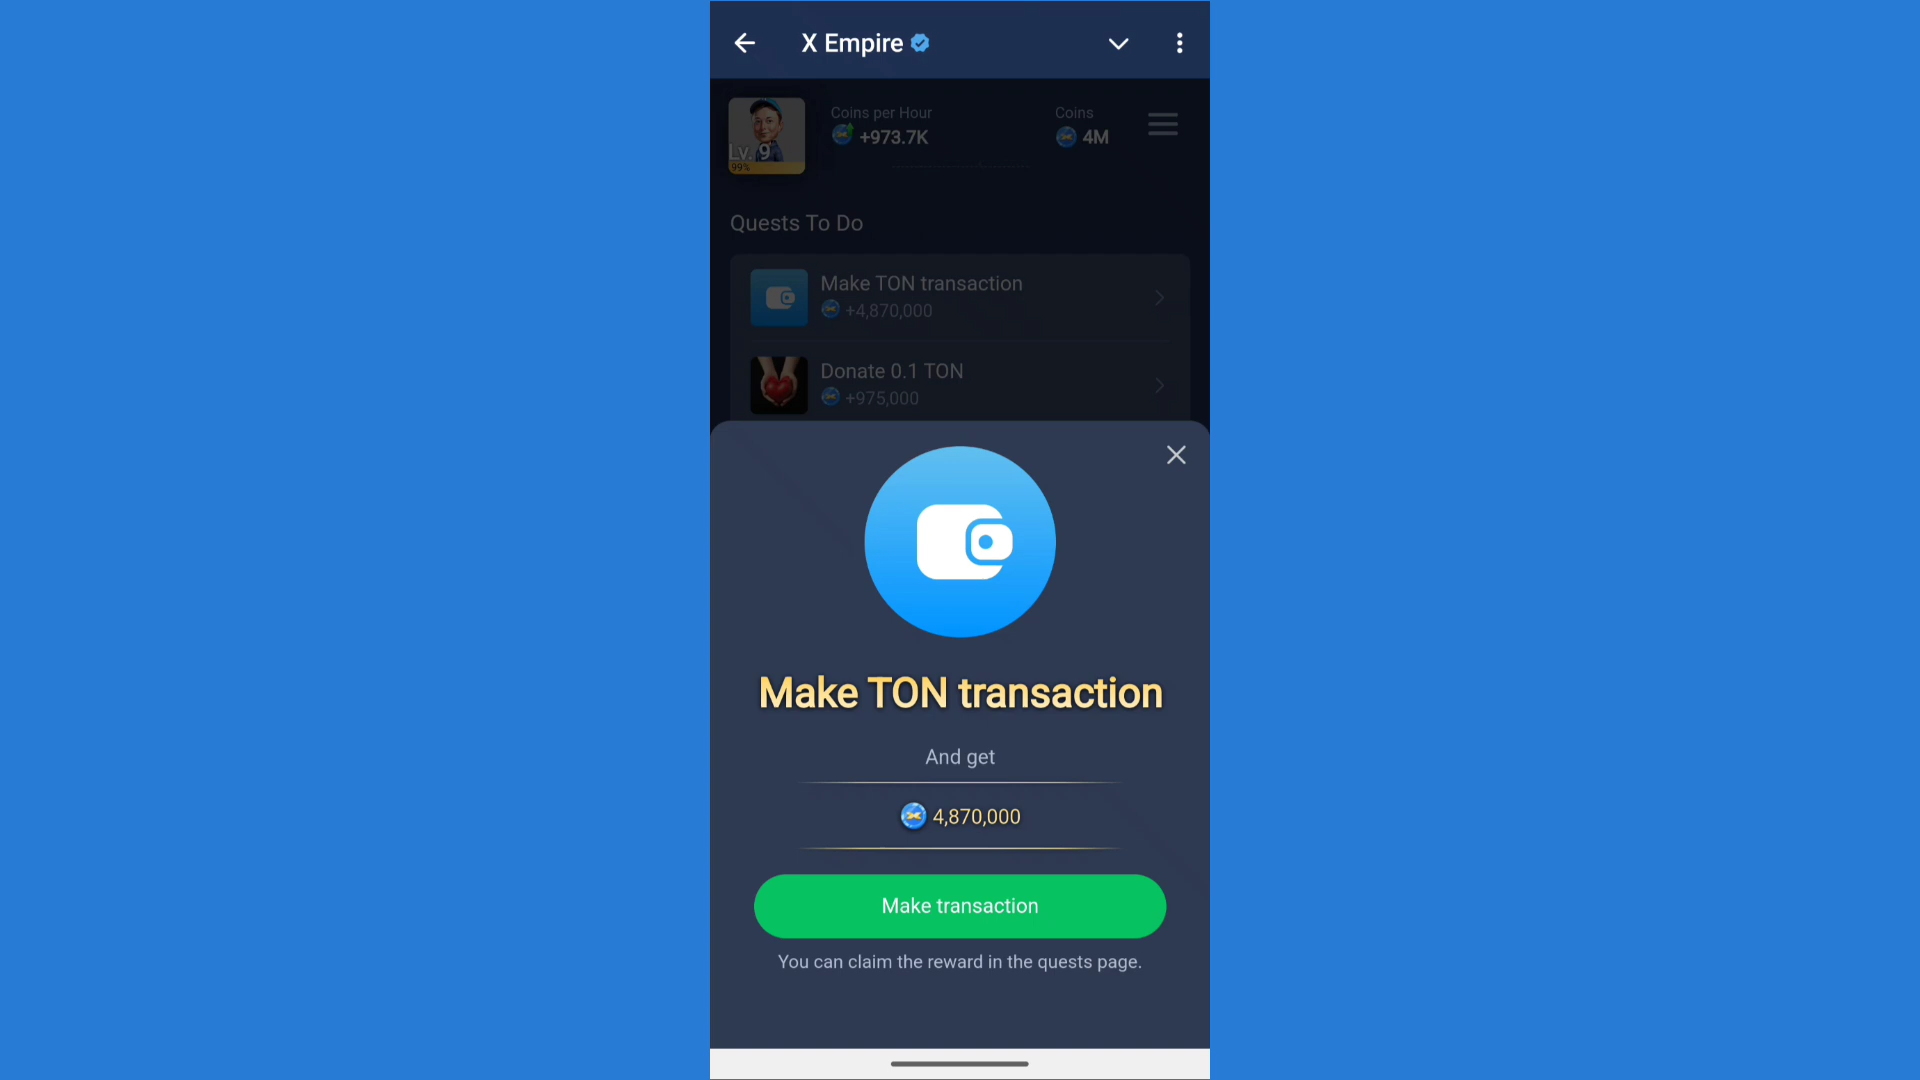 X Empire
Coins per Hour
+973.7K
Coins
4M
Lv. 9
99%
Quests To Do
Make TON transaction
+4,870,000
Donate 0.1 TON
+975,000
Make TON transaction
And get
4,870,000
Make transaction
You can claim the reward in the quests page.